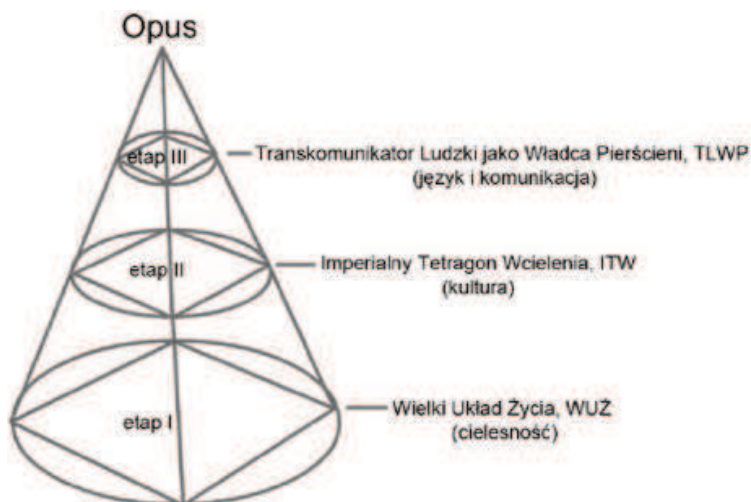 Opus
etap III
Transkomunikator Ludzki jako Władca Pierścieni, TLWP
(język i komunikacja)
etap II
Imperialny Tetragon Wcielenia, ITW
(kultura)
etap I
Wielki Układ Życia, WUŻ
(cielesność)